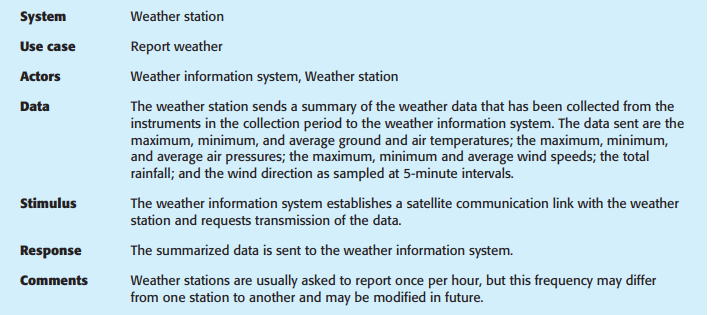 System Weather station
Use case Report weather
Actors Weather information system, Weather station
Data The weather station sends a summary of the weather data that has been collected from the
instruments in the collection period to the weather information system. The data sent are the
maximum, minimum, and average ground and air temperatures; the maximum, minimum,
and average air pressures; the maximum, minimum and average wind speeds; the total
rainfall; and the wind direction as sampled at 5-minute intervals.
Stimulus The weather information system establishes a satellite communication link with the weather
station and requests transmission of the data.
Response The summarized data is sent to the weather information system.
Comments Weather stations are usually asked to report once per hour, but this frequency may differ
from one station to another and may be modified in future.